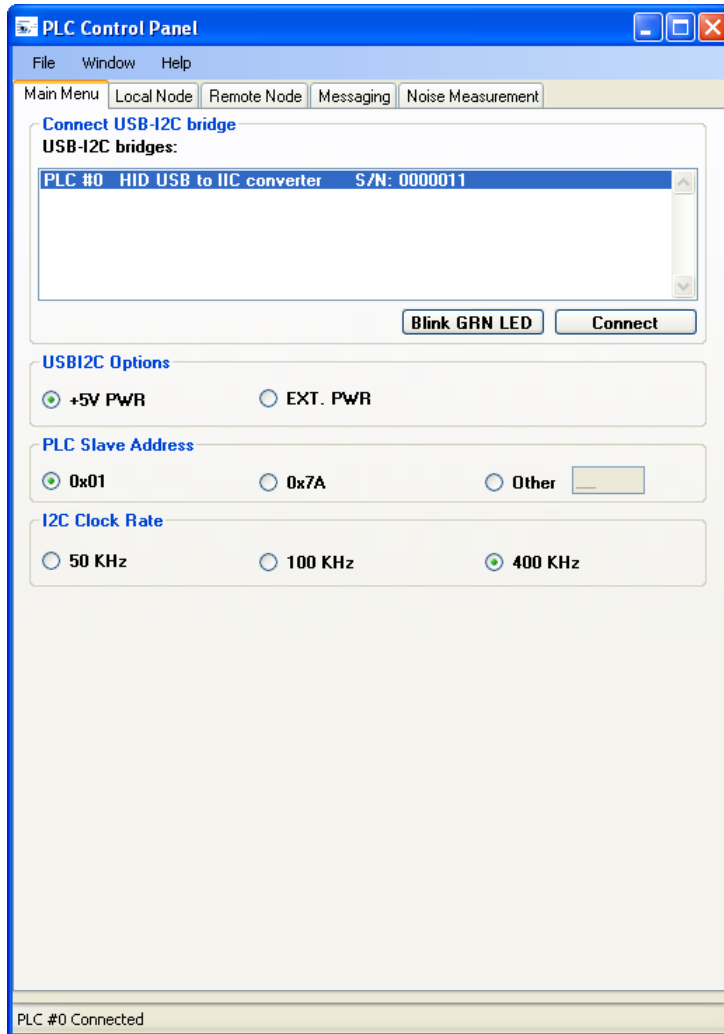 PLC Control Panel
File Window Help
Main Menu Local Node Remote Node Messaging Noise Measurement
Connect USB-I2C bridge
USB-I2C bridges:
PLC #0 HID USB to IIC converter S/N: 0000011
Blink GRN LED Connect
USBI2C Options
+5V PWR EXT. PWR
PLC Slave Address
0x01 0x7A Other __
I2C Clock Rate
50 KHz 100 KHz 400 KHz
PLC #0 Connected